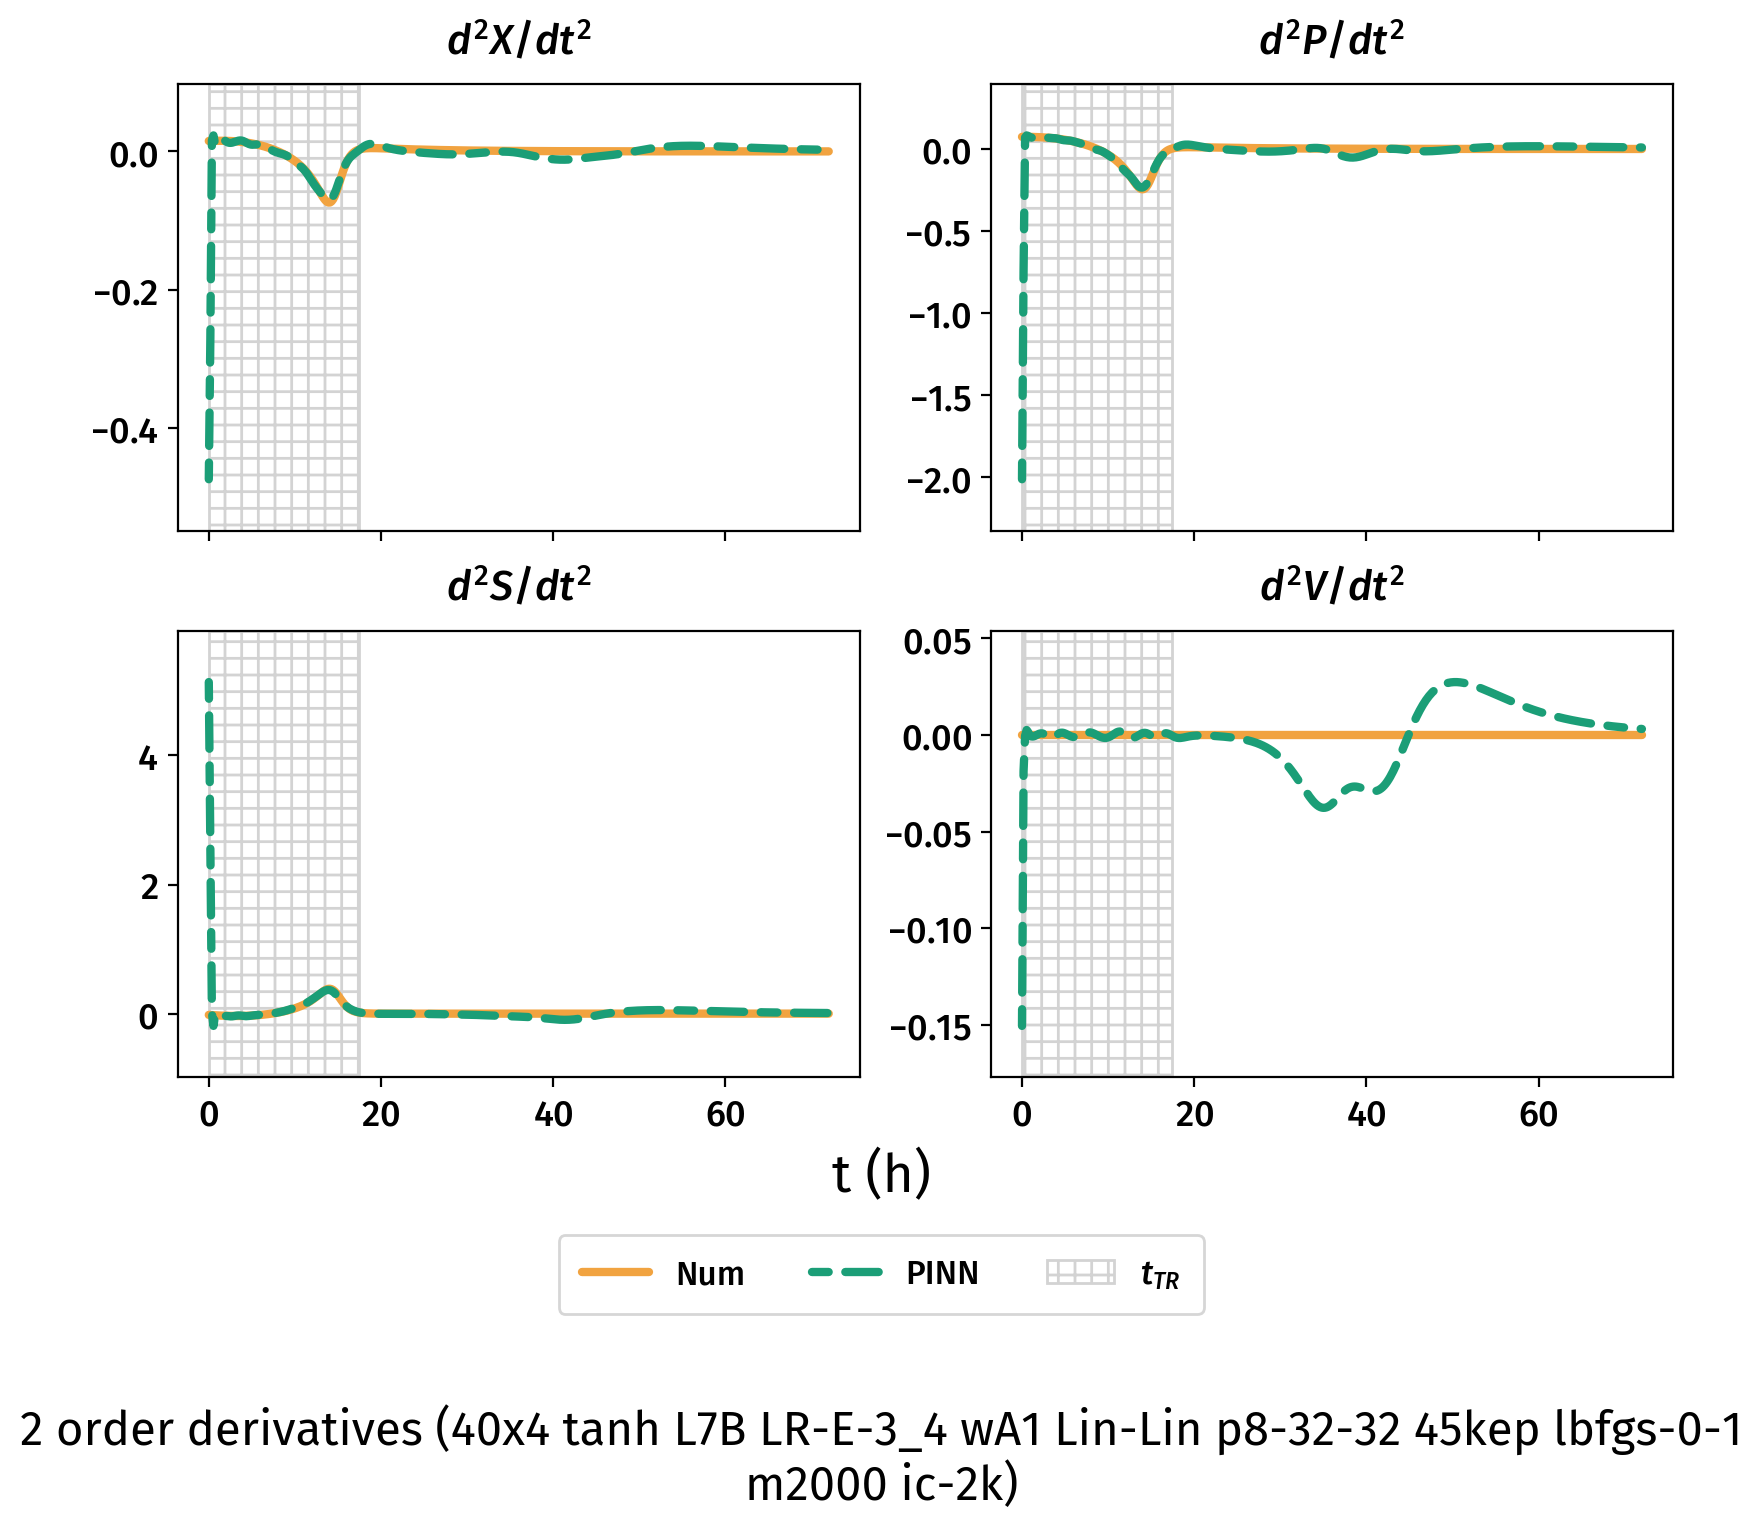 d²X/dt²
d²P/dt²
0.0
−0.2
−0.4
0.0
−0.5
−1.0
−1.5
−2.0
d²S/dt²
d²V/dt²
4
2
0
0.05
0.00
−0.05
−0.10
−0.15
0 20 40 60
0 20 40 60
t (h)
Num PINN t_TR
2 order derivatives (40x4 tanh L7B LR-E-3_4 wA1 Lin-Lin p8-32-32 45kep lbfgs-0-1
m2000 ic-2k)